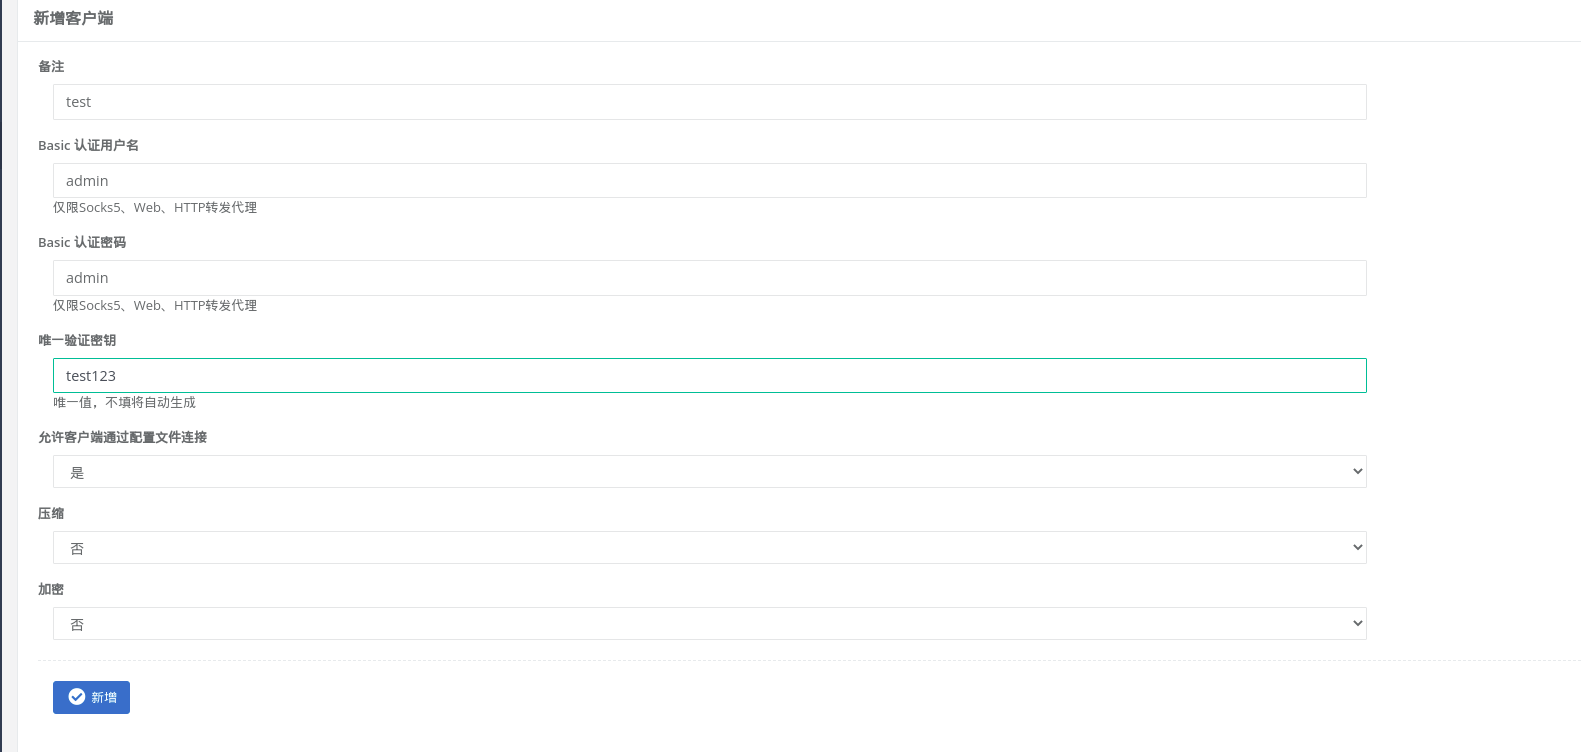 新增客户端
备注
test
Basic 认证用户名
admin
仅限Socks5、Web、HTTP转发代理
Basic 认证密码
admin
仅限Socks5、Web、HTTP转发代理
唯一验证密钥
test123
唯一值，不填将自动生成
允许客户端通过配置文件连接
是
压缩
否
加密
否
新增